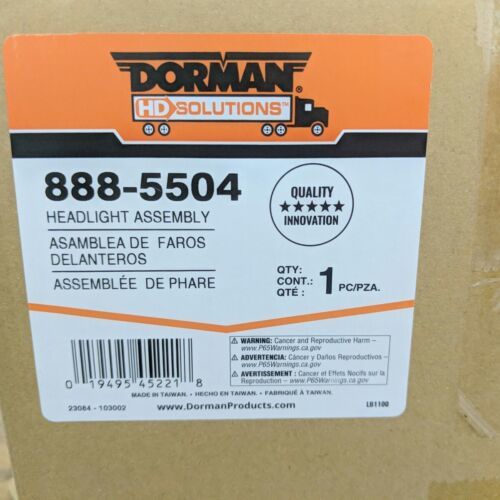 DORMAN®
HD SOLUTIONS™
888-5504
HEADLIGHT ASSEMBLY
ASAMBLEA DE FAROS
DELANTEROS
ASSEMBLÉE DE PHARE
QUALITY
★★★★★
INNOVATION
QTY:
CONT.: 1 PC/PZA.
QTÉ :
⚠ WARNING: Cancer and Reproductive Harm –
www.P65Warnings.ca.gov
⚠ ADVERTENCIA: Cáncer y Daños Reproductivos –
www.P65Warnings.ca.gov
⚠ AVERTISSEMENT : Cancer et Effets Nocifs sur la
Reproduction – www.P65Warnings.ca.gov
0 19495 45221 8
MADE IN TAIWAN. • HECHO EN TAIWAN. • FABRIQUÉ À TAIWAN.
23084 - 103002
www.DormanProducts.com
LB110Q